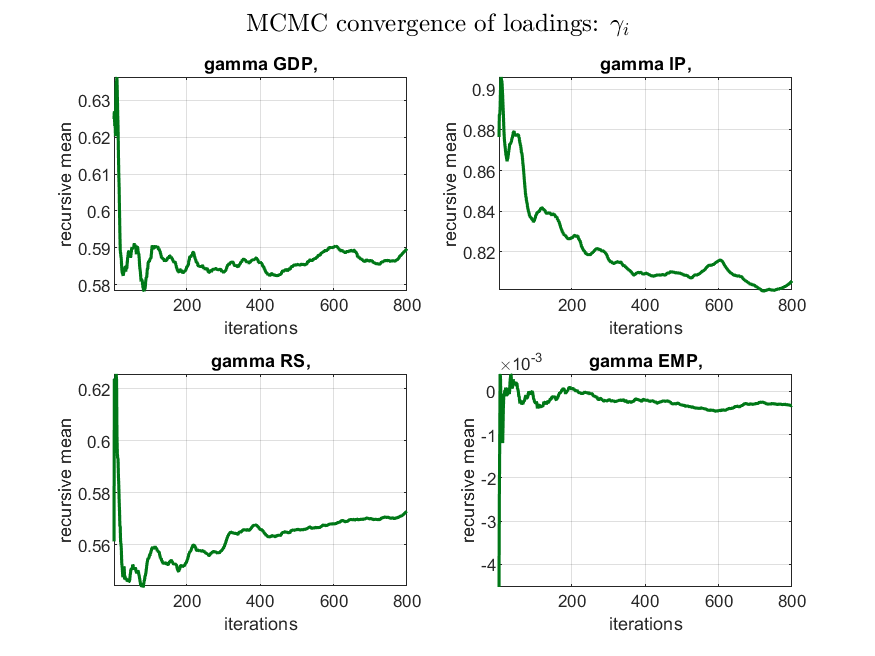 MCMC convergence of loadings: γᵢ
gamma GDP,
0.63
0.62
0.61
0.6
0.59
0.58
recursive mean
200 400 600 800
iterations
gamma IP,
0.9
0.88
0.86
0.84
0.82
recursive mean
200 400 600 800
iterations
gamma RS,
0.62
0.6
0.58
0.56
recursive mean
200 400 600 800
iterations
×10⁻³
gamma EMP,
0
-1
-2
-3
-4
recursive mean
200 400 600 800
iterations